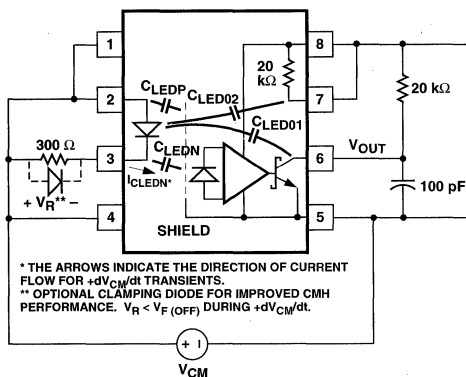 1
8
20
kΩ
CLEDP
2
CLED02
7
20 kΩ
CLED01
300 Ω
CLEDN
VOUT
3
6
ICLEDN*
100 pF
+ VR** −
4
5
SHIELD
* THE ARROWS INDICATE THE DIRECTION OF CURRENT
FLOW FOR +dVCM/dt TRANSIENTS.
** OPTIONAL CLAMPING DIODE FOR IMPROVED CMH
PERFORMANCE. VR < VF (OFF) DURING +dVCM/dt.
+ −
VCM